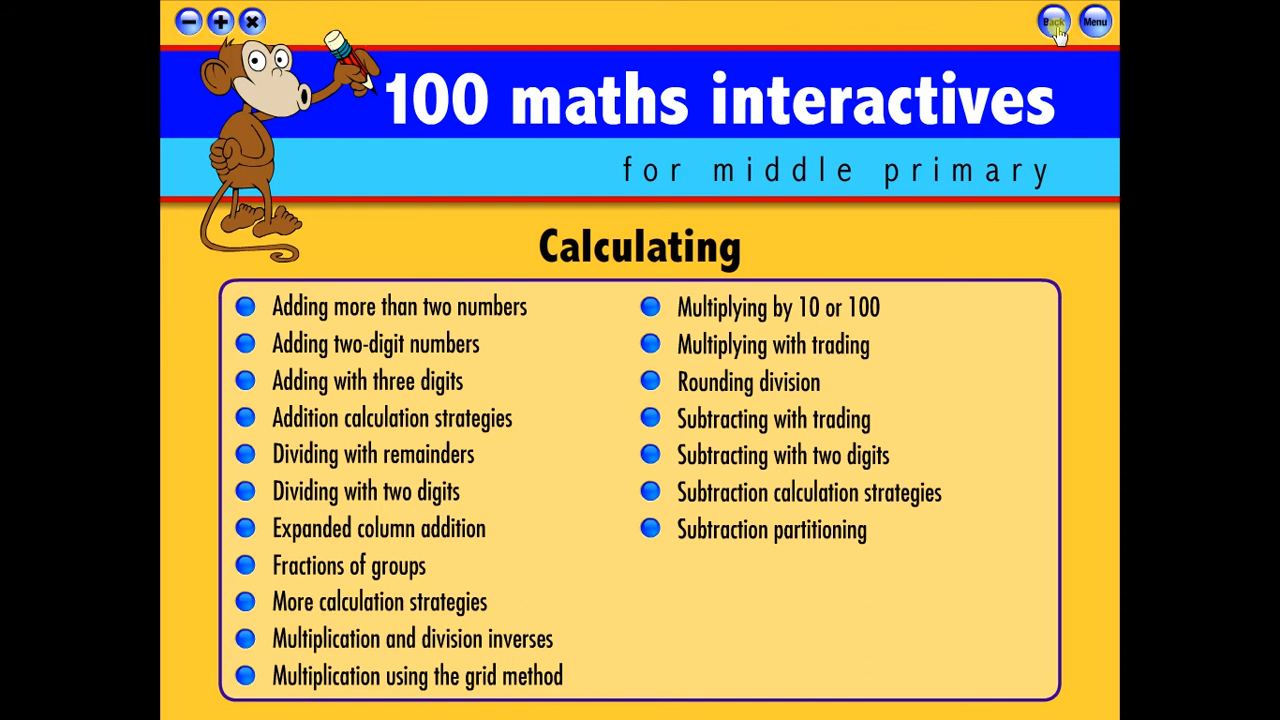 Back Menu
100 maths interactives
for middle primary
Calculating
Adding more than two numbers
Adding two-digit numbers
Adding with three digits
Addition calculation strategies
Dividing with remainders
Dividing with two digits
Expanded column addition
Fractions of groups
More calculation strategies
Multiplication and division inverses
Multiplication using the grid method
Multiplying by 10 or 100
Multiplying with trading
Rounding division
Subtracting with trading
Subtracting with two digits
Subtraction calculation strategies
Subtraction partitioning